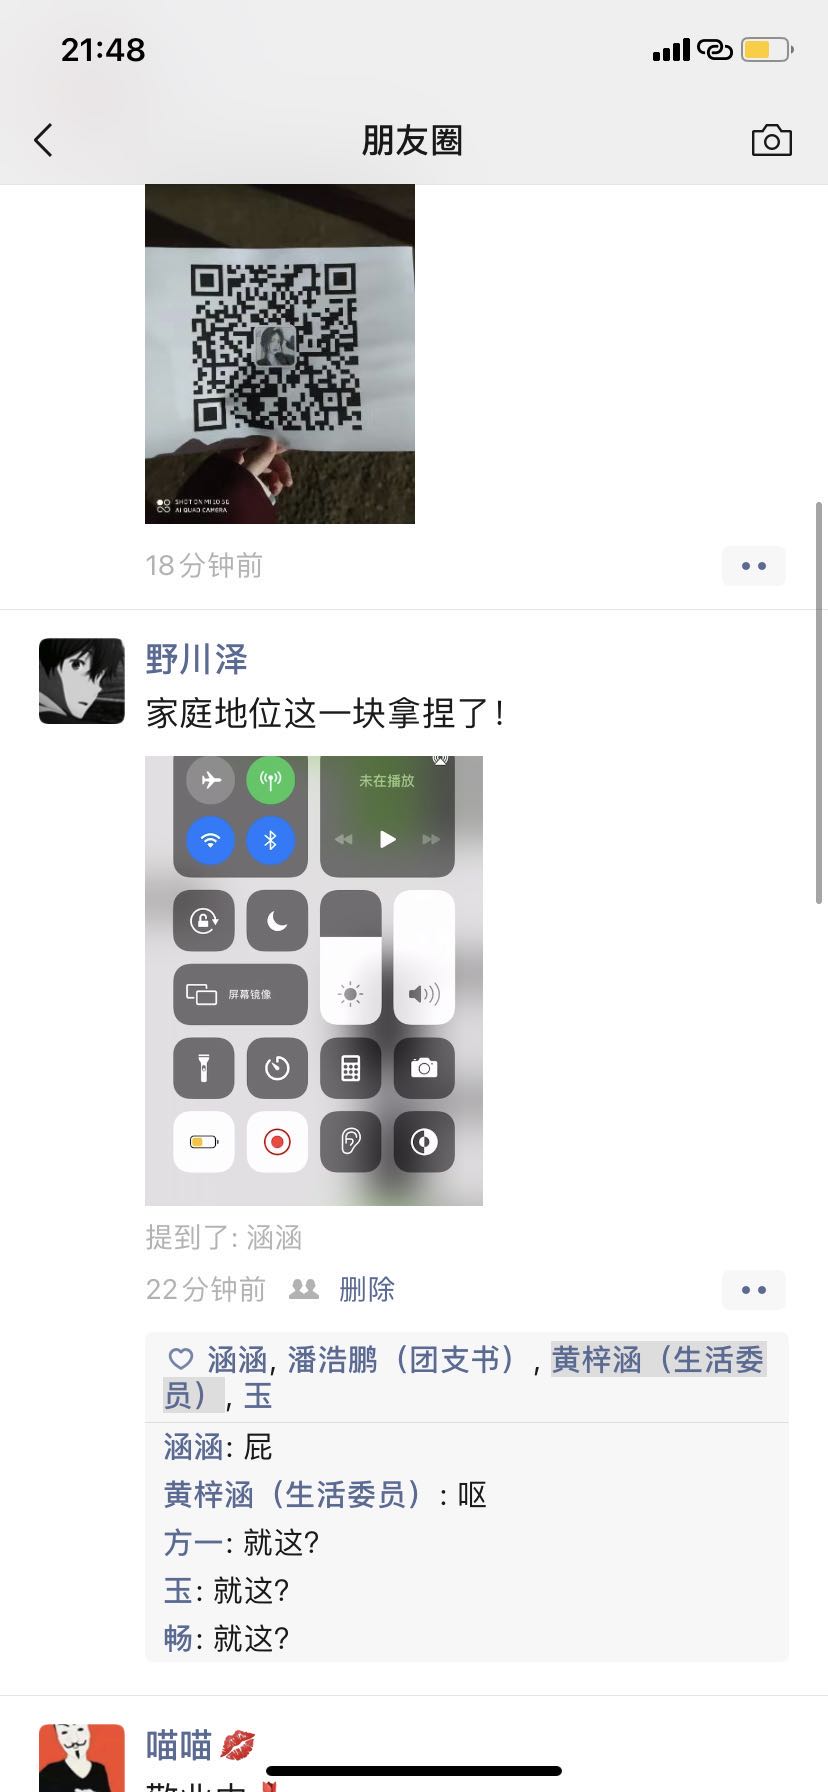 21:48
朋友圈
SHOT ON MI 10 5G
AI QUAD CAMERA
18分钟前
野川泽
家庭地位这一块拿捏了！
未在播放
屏幕镜像
提到了: 涵涵
22分钟前 删除
涵涵, 潘浩鹏（团支书）, 黄梓涵（生活委
员）, 玉
涵涵: 屁
黄梓涵（生活委员）: 呕
方一: 就这?
玉: 就这?
畅: 就这?
喵喵